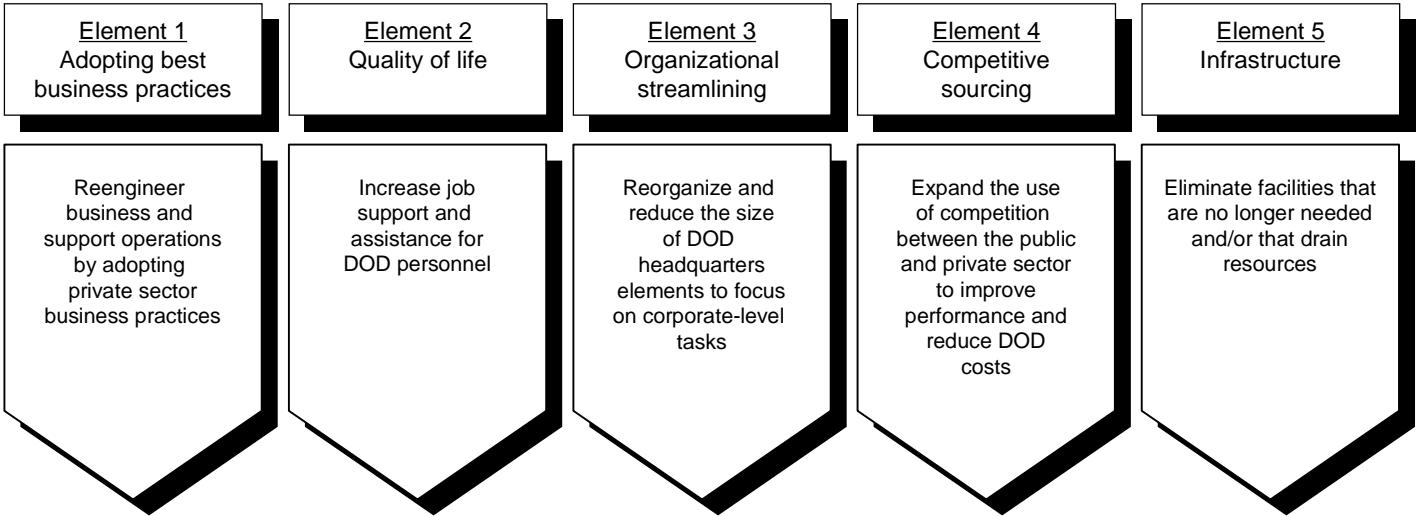 Element 1
Adopting best
business practices
Element 2
Quality of life
Element 3
Organizational
streamlining
Element 4
Competitive
sourcing
Element 5
Infrastructure
Reengineer
business and
support operations
by adopting
private sector
business practices
Increase job
support and
assistance for
DOD personnel
Reorganize and
reduce the size
of DOD
headquarters
elements to focus
on corporate-level
tasks
Expand the use
of competition
between the public
and private sector
to improve
performance and
reduce DOD
costs
Eliminate facilities that
are no longer needed
and/or that drain
resources